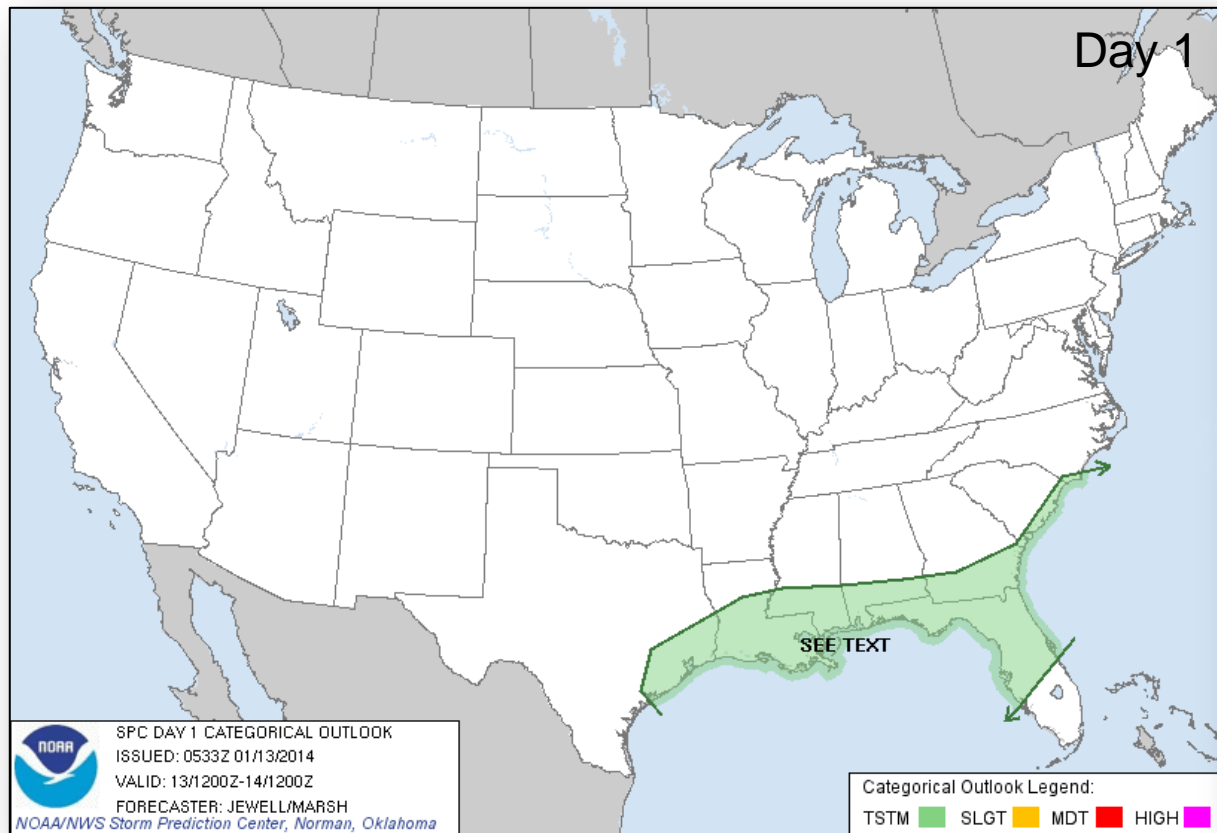 Day 1
SEE TEXT
NOAA
SPC DAY 1 CATEGORICAL OUTLOOK
ISSUED: 0533Z 01/13/2014
VALID: 13/1200Z-14/1200Z
FORECASTER: JEWELL/MARSH
NOAA/NWS Storm Prediction Center, Norman, Oklahoma
Categorical Outlook Legend:
TSTM SLGT MDT HIGH